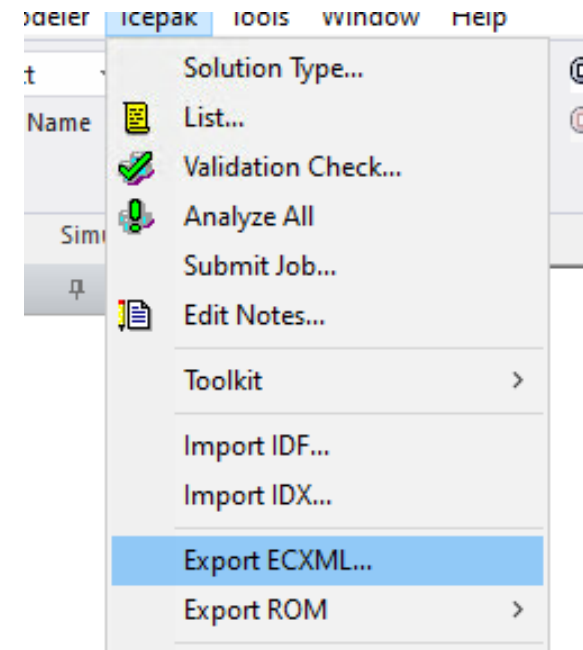 odeler Icepak Tools Window Help
Solution Type...
Name
List...
Validation Check...
Analyze All
Submit Job...
Edit Notes...
Toolkit
Import IDF...
Import IDX...
Export ECXML...
Export ROM